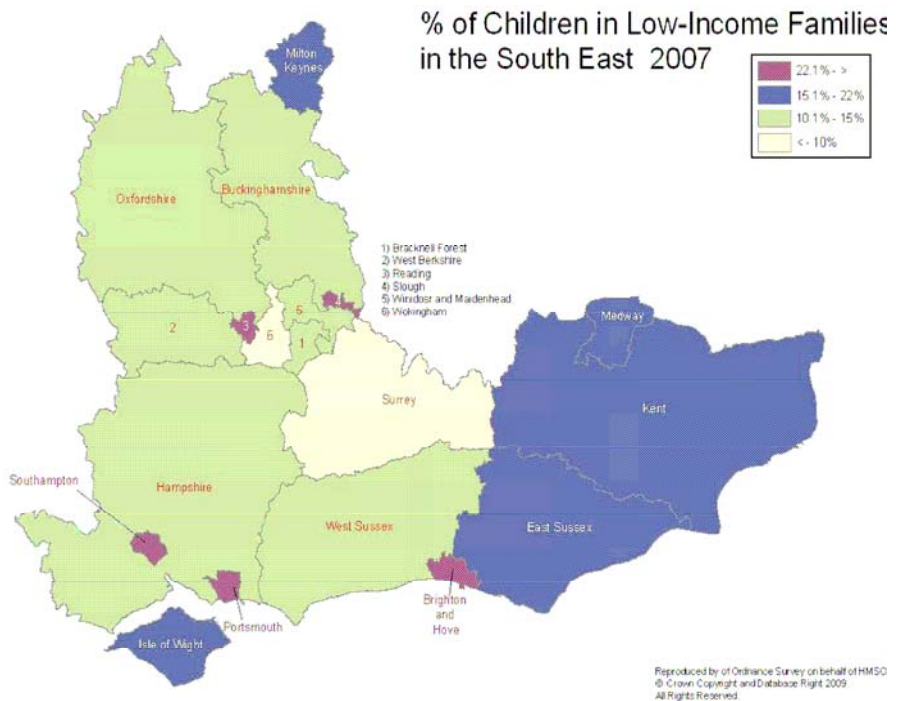 % of Children in Low-Income Families
in the South East 2007
22.1% - >
15.1% - 22%
10.1% - 15%
< - 10%
Milton
Keynes
Oxfordshire
Buckinghamshire
1) Bracknell Forest
2) West Berkshire
3) Reading
4) Slough
5) Winidosr and Maidenhead
6) Wokingham
4
5
2
3
6
1
Medway
Surrey
Kent
Southampton
Hampshire
West Sussex
East Sussex
Portsmouth
Brighton
and
Hove
Isle of Wight
Reproduced by of Ordnance Survey on behalf of HMSO
© Crown Copyright and Database Right 2009
All Rights Reserved.